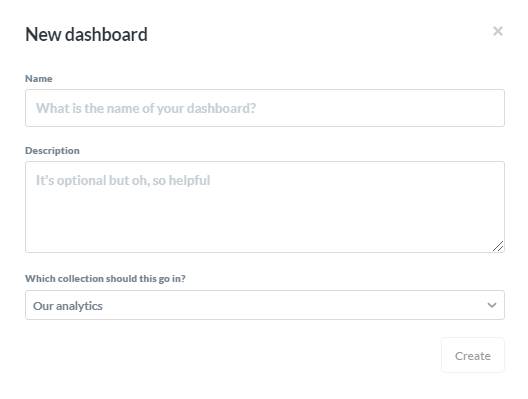 New dashboard
Name
What is the name of your dashboard?
Description
It's optional but oh, so helpful
Which collection should this go in?
Our analytics
Create